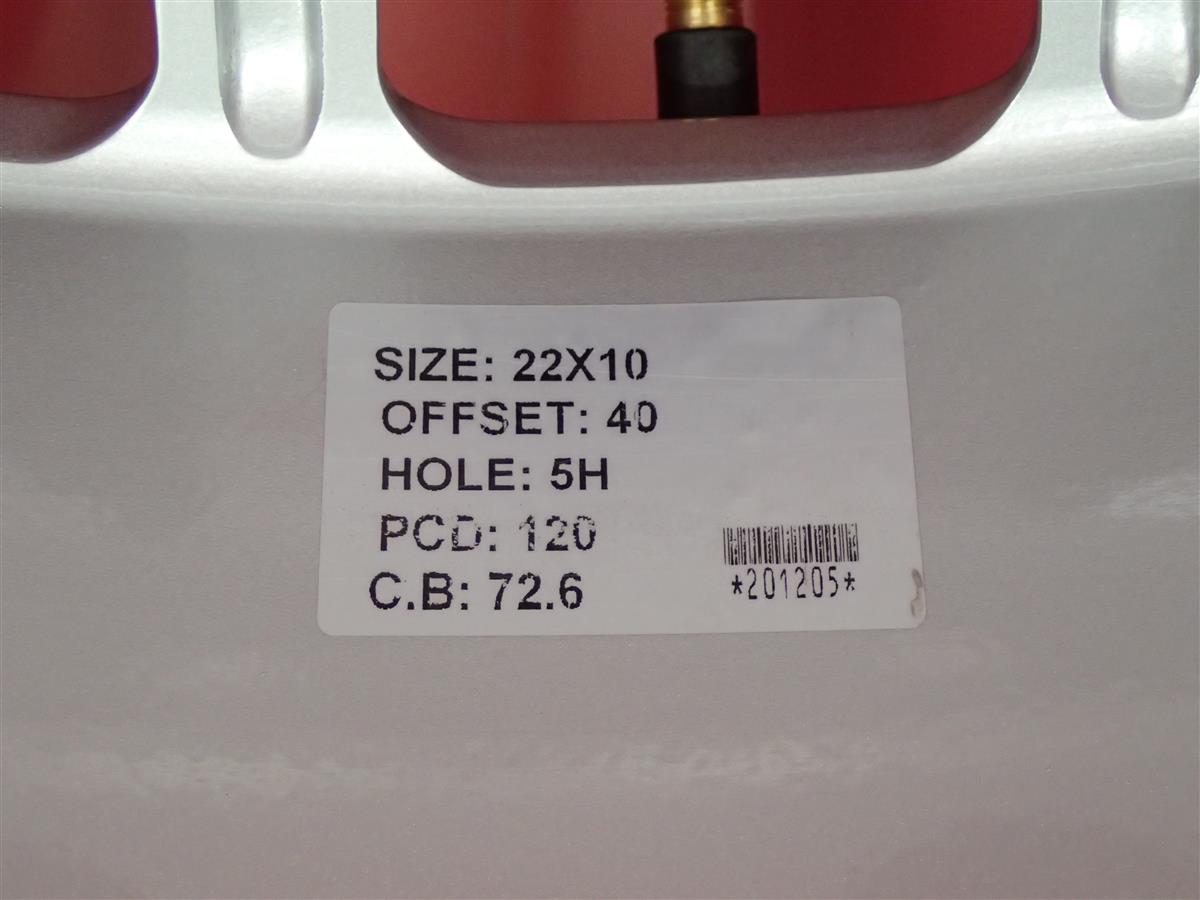 SIZE: 22X10
OFFSET: 40
HOLE: 5H
PCD: 120
C.B: 72.6
*201205*